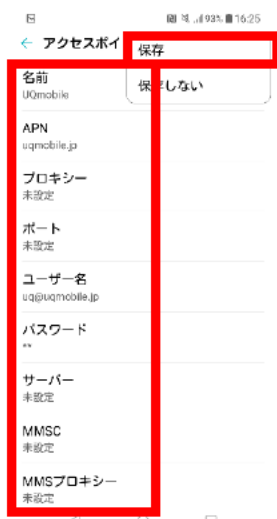 93% 16:25
← アクセスポイ
保存
保存しない
名前
UQmobile
APN
uqmobile.jp
プロキシー
未設定
ポート
未設定
ユーザー名
uq@uqmobile.jp
パスワード
**
サーバー
未設定
MMSC
未設定
MMSプロキシー
未設定